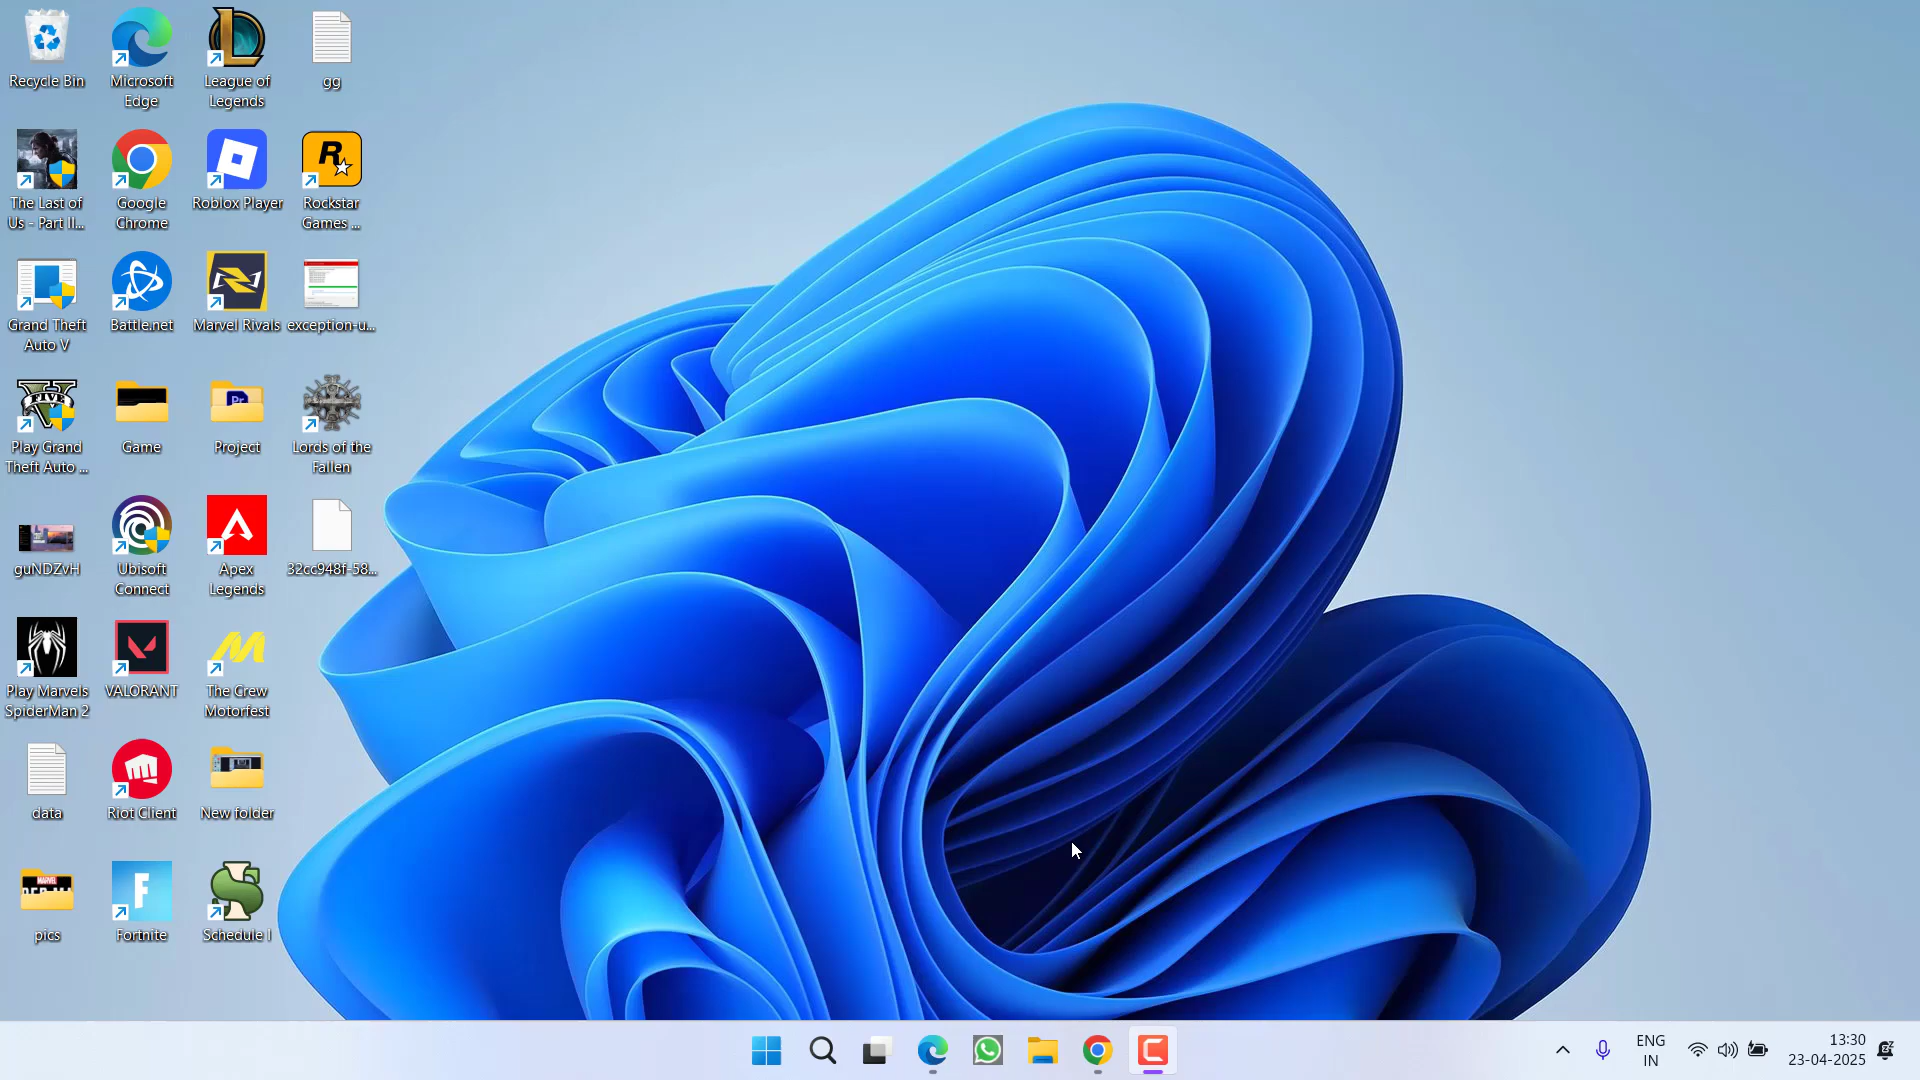 Recycle Bin
Microsoft
Edge
League of
Legends
gg
The Last of
Us - Part II...
Google
Chrome
Roblox Player
Rockstar
Games ...
Grand Theft
Auto V
Battle.net
Marvel Rivals
exception-u...
FIVE
Play Grand
Theft Auto ...
Game
Pr
Project
Lords of the
Fallen
guNDZvH
Ubisoft
Connect
Apex
Legends
32cc948f-58...
Play Marvels
SpiderMan 2
VALORANT
The Crew
Motorfest
data
Riot Client
New folder
MARVEL
pics
Fortnite
Schedule I
ENG
IN
13:30
23-04-2025